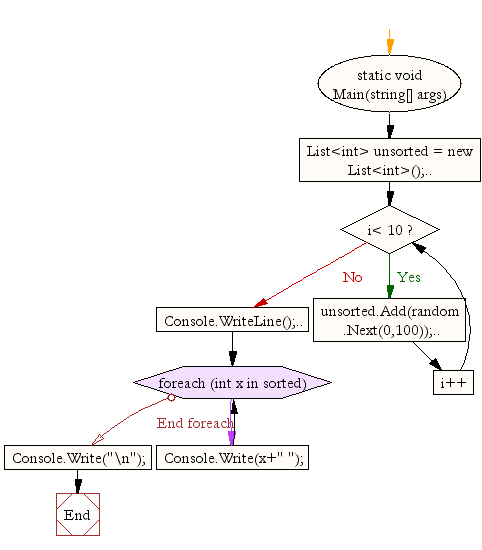 static void
Main(string[] args)
List<int> unsorted = new
List<int>();..
i< 10 ?
No
Yes
Console.WriteLine();..
unsorted.Add(random
.Next(0,100));..
i++
foreach (int x in sorted)
End foreach
Console.Write("\n");
Console.Write(x+" ");
End